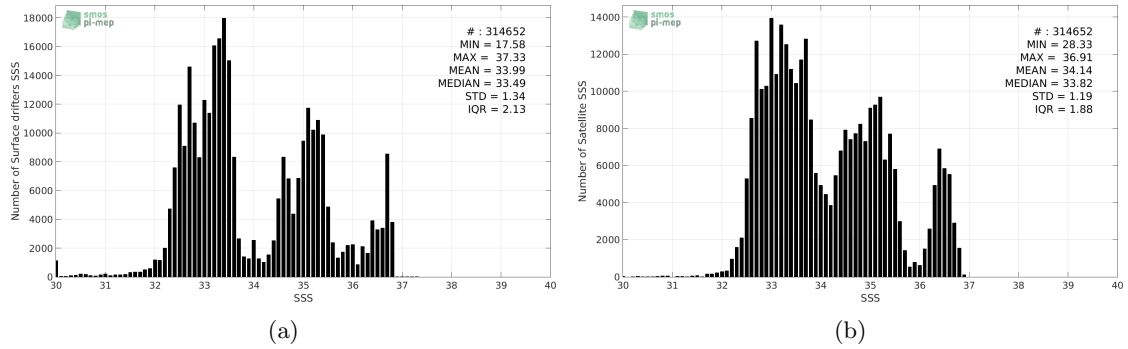 smos
pi-mep
# : 314652
MIN = 17.58
MAX = 37.33
MEAN = 33.99
MEDIAN = 33.49
STD = 1.34
IQR = 2.13
Number of Surface drifters SSS
18000
16000
14000
12000
10000
8000
6000
4000
2000
0
30 31 32 33 34 35 36 37 38 39 40
SSS
(a)
smos
pi-mep
# : 314652
MIN = 28.33
MAX = 36.91
MEAN = 34.14
MEDIAN = 33.82
STD = 1.19
IQR = 1.88
Number of Satellite SSS
14000
12000
10000
8000
6000
4000
2000
0
30 31 32 33 34 35 36 37 38 39 40
SSS
(b)